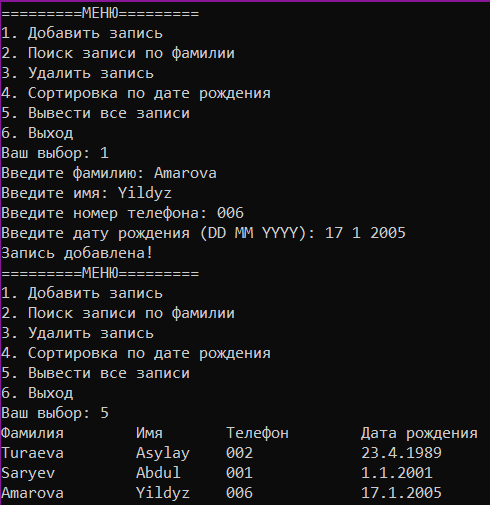 =========МЕНЮ=========
1. Добавить запись
2. Поиск записи по фамилии
3. Удалить запись
4. Сортировка по дате рождения
5. Вывести все записи
6. Выход
Ваш выбор: 1
Введите фамилию: Amarova
Введите имя: Yildyz
Введите номер телефона: 006
Введите дату рождения (DD MM YYYY): 17 1 2005
Запись добавлена!
=========МЕНЮ=========
1. Добавить запись
2. Поиск записи по фамилии
3. Удалить запись
4. Сортировка по дате рождения
5. Вывести все записи
6. Выход
Ваш выбор: 5
Фамилия        Имя       Телефон        Дата рождения
Turaeva        Asylay    002            23.4.1989
Saryev         Abdul     001            1.1.2001
Amarova        Yildyz    006            17.1.2005